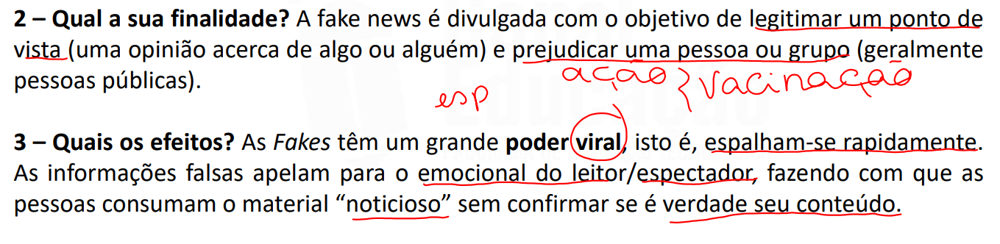 2 – Qual a sua finalidade? A fake news é divulgada com o objetivo de legitimar um ponto de
vista (uma opinião acerca de algo ou alguém) e prejudicar uma pessoa ou grupo (geralmente
pessoas públicas).
ação } vacinação
esp
3 – Quais os efeitos? As Fakes têm um grande poder viral, isto é, espalham-se rapidamente.
As informações falsas apelam para o emocional do leitor/espectador, fazendo com que as
pessoas consumam o material “noticioso” sem confirmar se é verdade seu conteúdo.